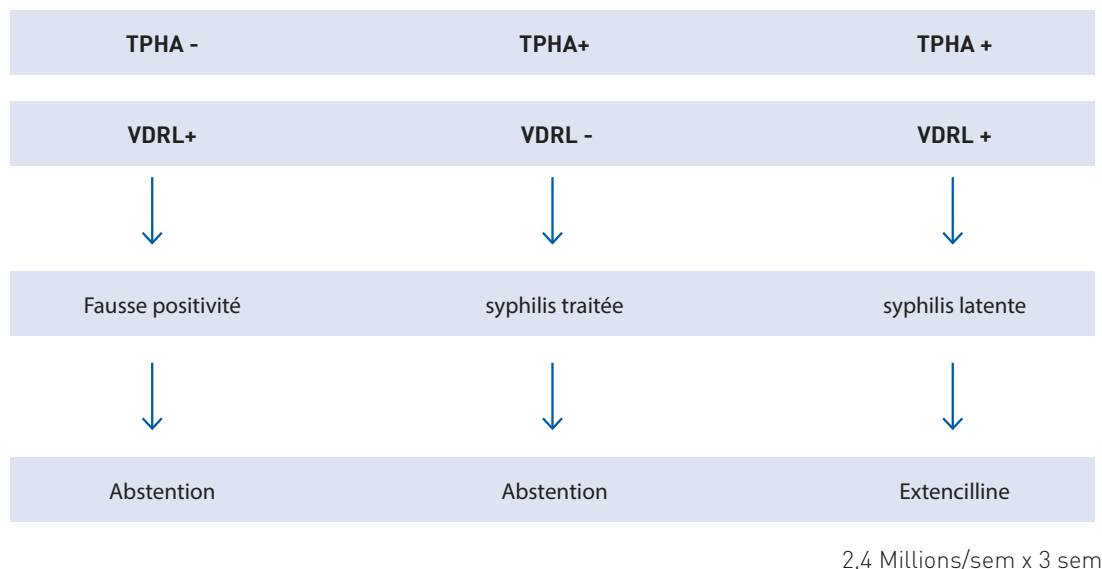 TPHA - TPHA+ TPHA +
VDRL+ VDRL - VDRL +
Fausse positivité syphilis traitée syphilis latente
Abstention Abstention Extencilline
2,4 Millions/sem x 3 sem